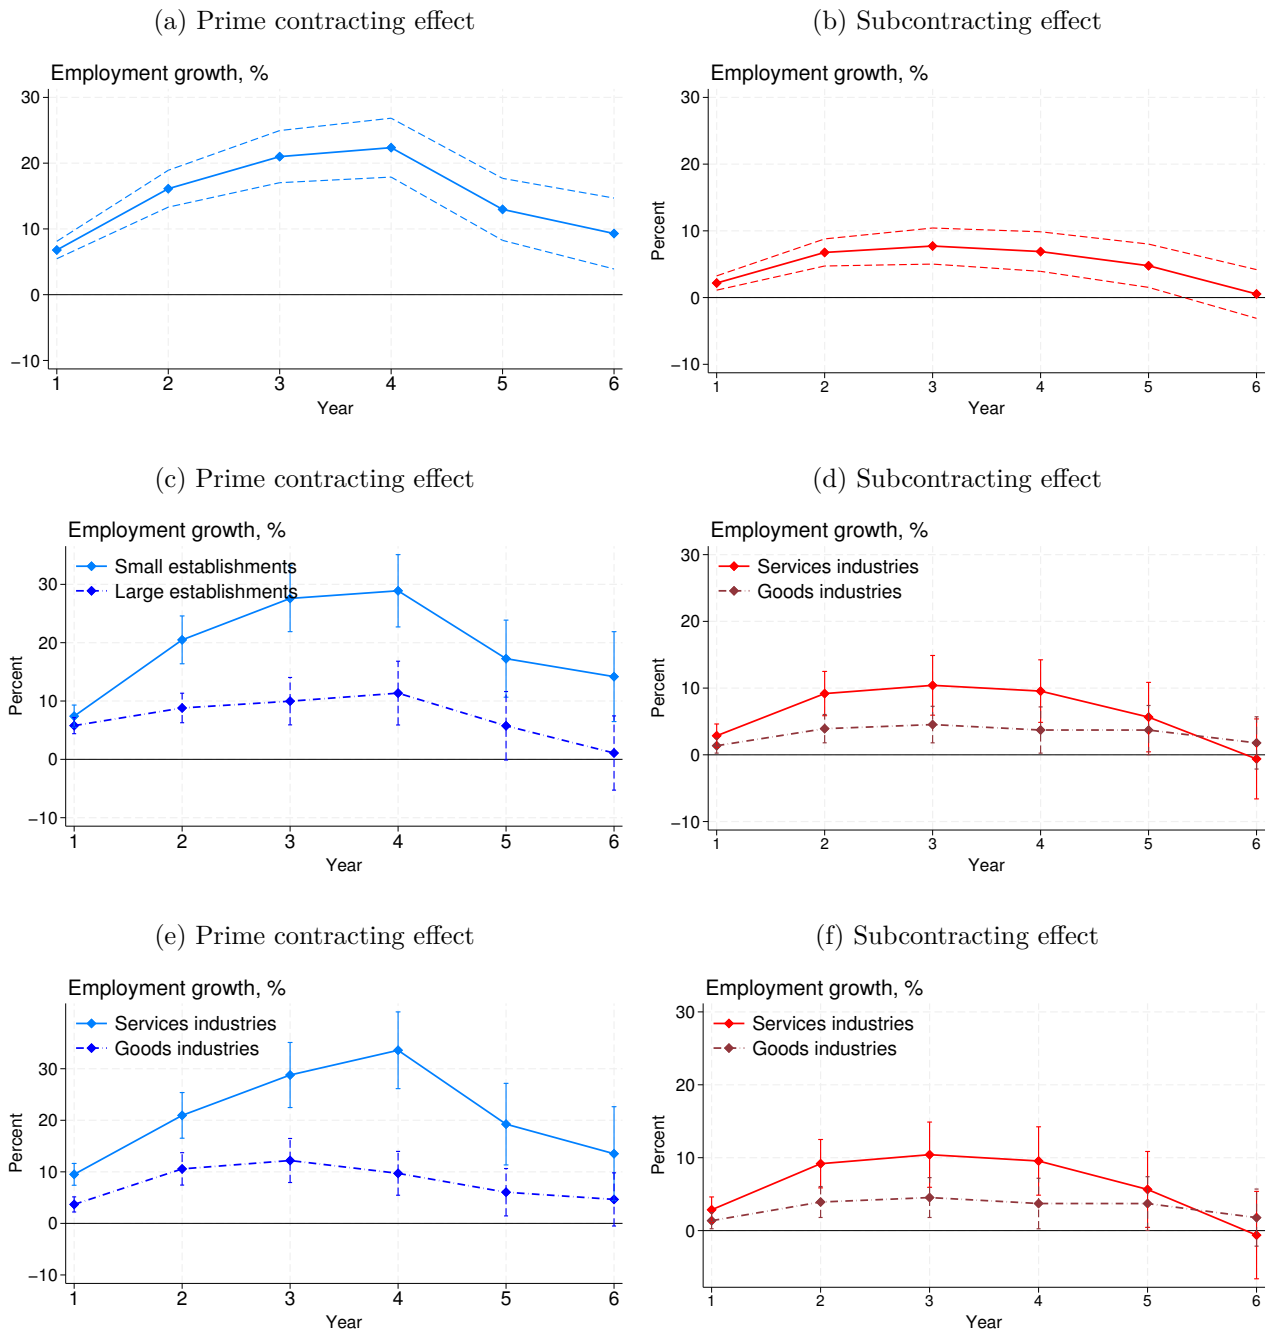 (a) Prime contracting effect
Employment growth, %
30
20
10
0
−10
1 2 3 4 5 6
Year
(b) Subcontracting effect
Employment growth, %
30
20
10
0
−10
Percent
1 2 3 4 5 6
Year
(c) Prime contracting effect
Employment growth, %
Small establishments
Large establishments
30
20
10
0
−10
Percent
1 2 3 4 5 6
Year
(d) Subcontracting effect
Employment growth, %
Services industries
Goods industries
30
20
10
0
−10
Percent
1 2 3 4 5 6
Year
(e) Prime contracting effect
Employment growth, %
Services industries
Goods industries
30
20
10
0
−10
Percent
1 2 3 4 5 6
Year
(f) Subcontracting effect
Employment growth, %
Services industries
Goods industries
30
20
10
0
Percent
1 2 3 4 5 6
Year